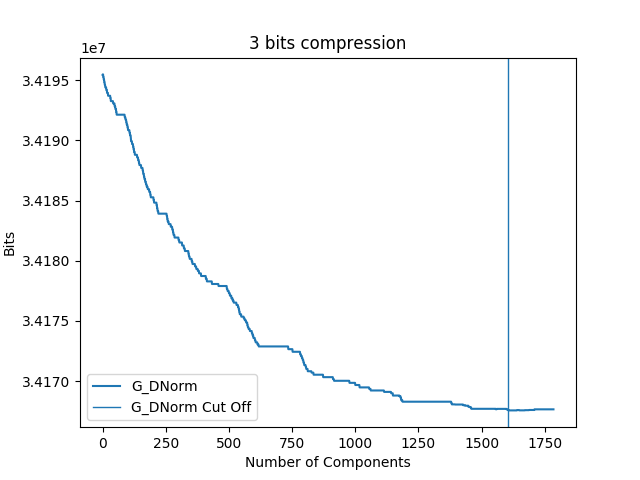 3 bits compression
1e7
3.4195
3.4190
3.4185
3.4180
3.4175
3.4170
Bits
G_DNorm
G_DNorm Cut Off
0 250 500 750 1000 1250 1500 1750
Number of Components